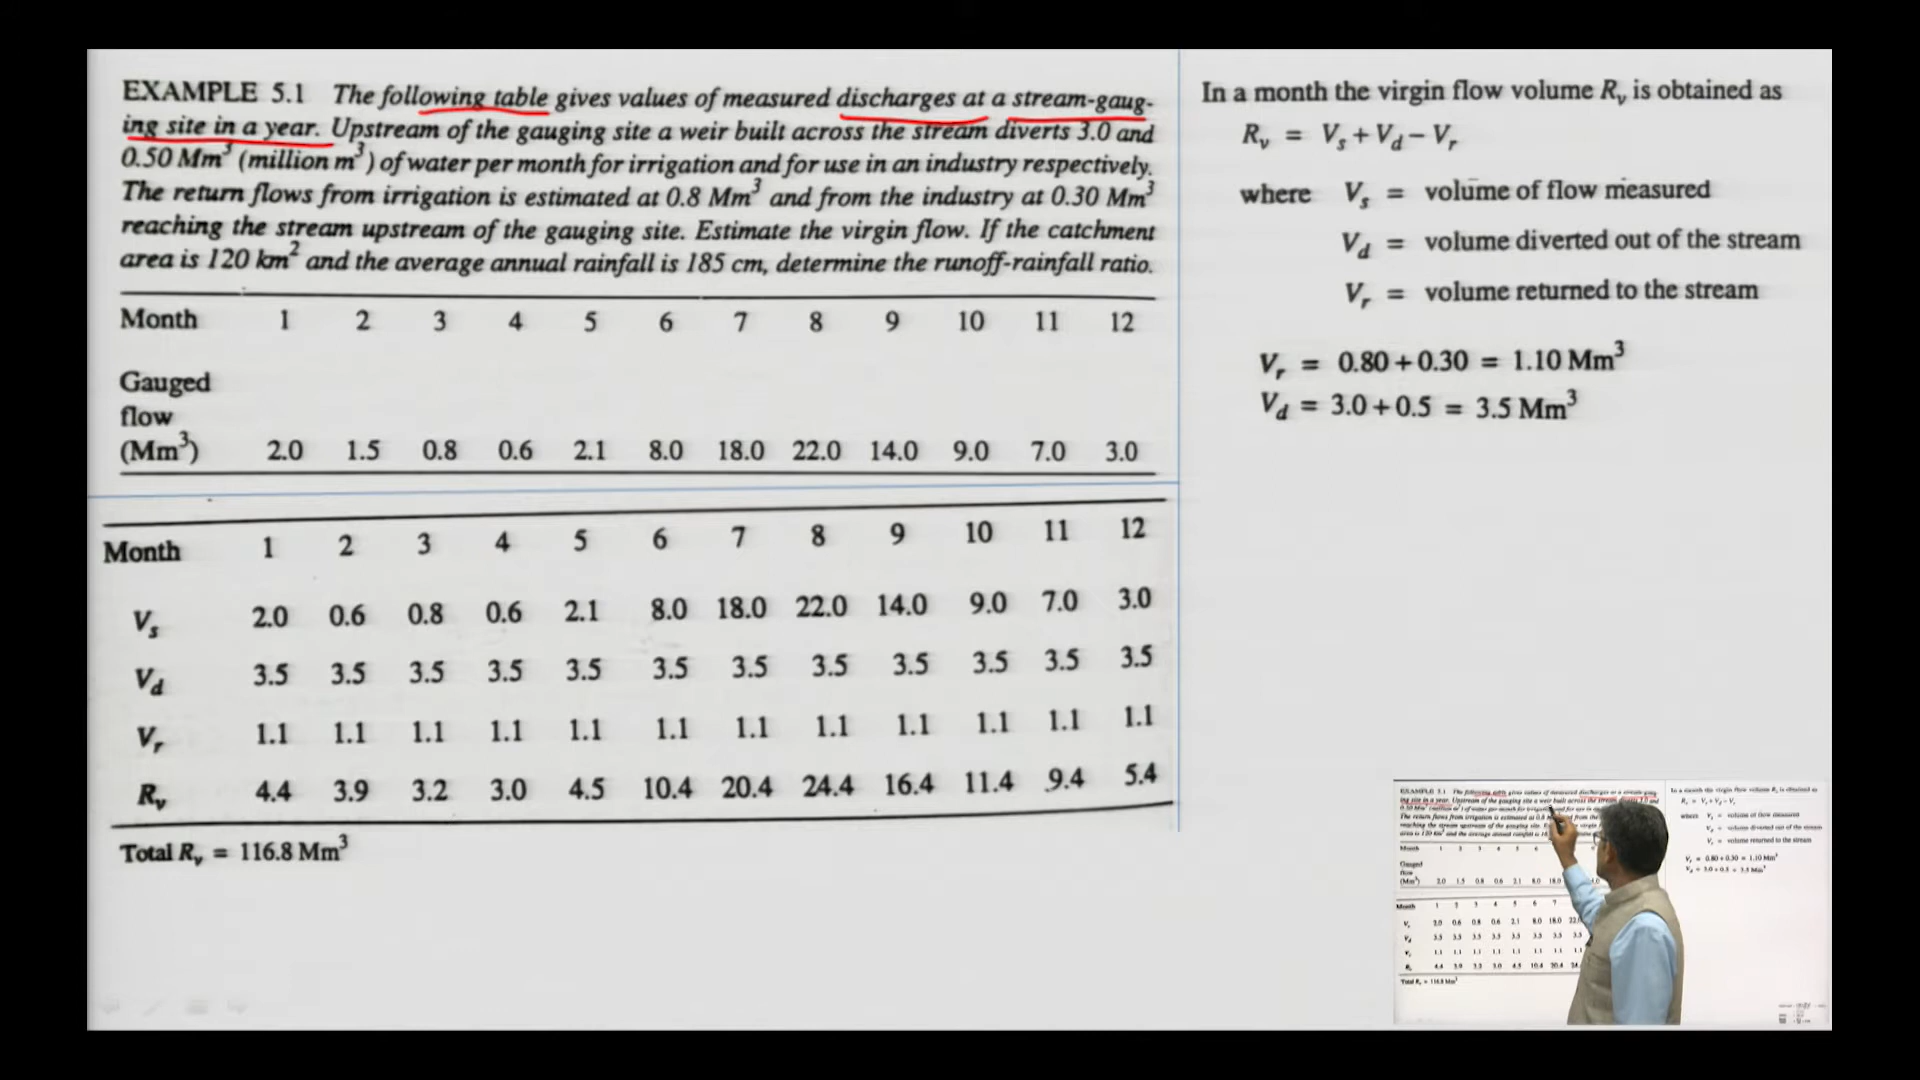 EXAMPLE 5.1 The following table gives values of measured discharges at a stream-gaug-
ing site in a year. Upstream of the gauging site a weir built across the stream diverts 3.0 and
0.50 Mm³ (million m³) of water per month for irrigation and for use in an industry respectively.
The return flows from irrigation is estimated at 0.8 Mm³ and from the industry at 0.30 Mm³
reaching the stream upstream of the gauging site. Estimate the virgin flow. If the catchment
area is 120 km² and the average annual rainfall is 185 cm, determine the runoff-rainfall ratio.
Month 1 2 3 4 5 6 7 8 9 10 11 12
Gauged
flow
(Mm³) 2.0 1.5 0.8 0.6 2.1 8.0 18.0 22.0 14.0 9.0 7.0 3.0
Month 1 2 3 4 5 6 7 8 9 10 11 12
Vs 2.0 0.6 0.8 0.6 2.1 8.0 18.0 22.0 14.0 9.0 7.0 3.0
Vd 3.5 3.5 3.5 3.5 3.5 3.5 3.5 3.5 3.5 3.5 3.5 3.5
Vr 1.1 1.1 1.1 1.1 1.1 1.1 1.1 1.1 1.1 1.1 1.1 1.1
Rv 4.4 3.9 3.2 3.0 4.5 10.4 20.4 24.4 16.4 11.4 9.4 5.4
Total Rv = 116.8 Mm³
In a month the virgin flow volume Rv is obtained as
Rv = Vs + Vd − Vr
where Vs = volume of flow measured
Vd = volume diverted out of the stream
Vr = volume returned to the stream
Vr = 0.80 + 0.30 = 1.10 Mm³
Vd = 3.0 + 0.5 = 3.5 Mm³